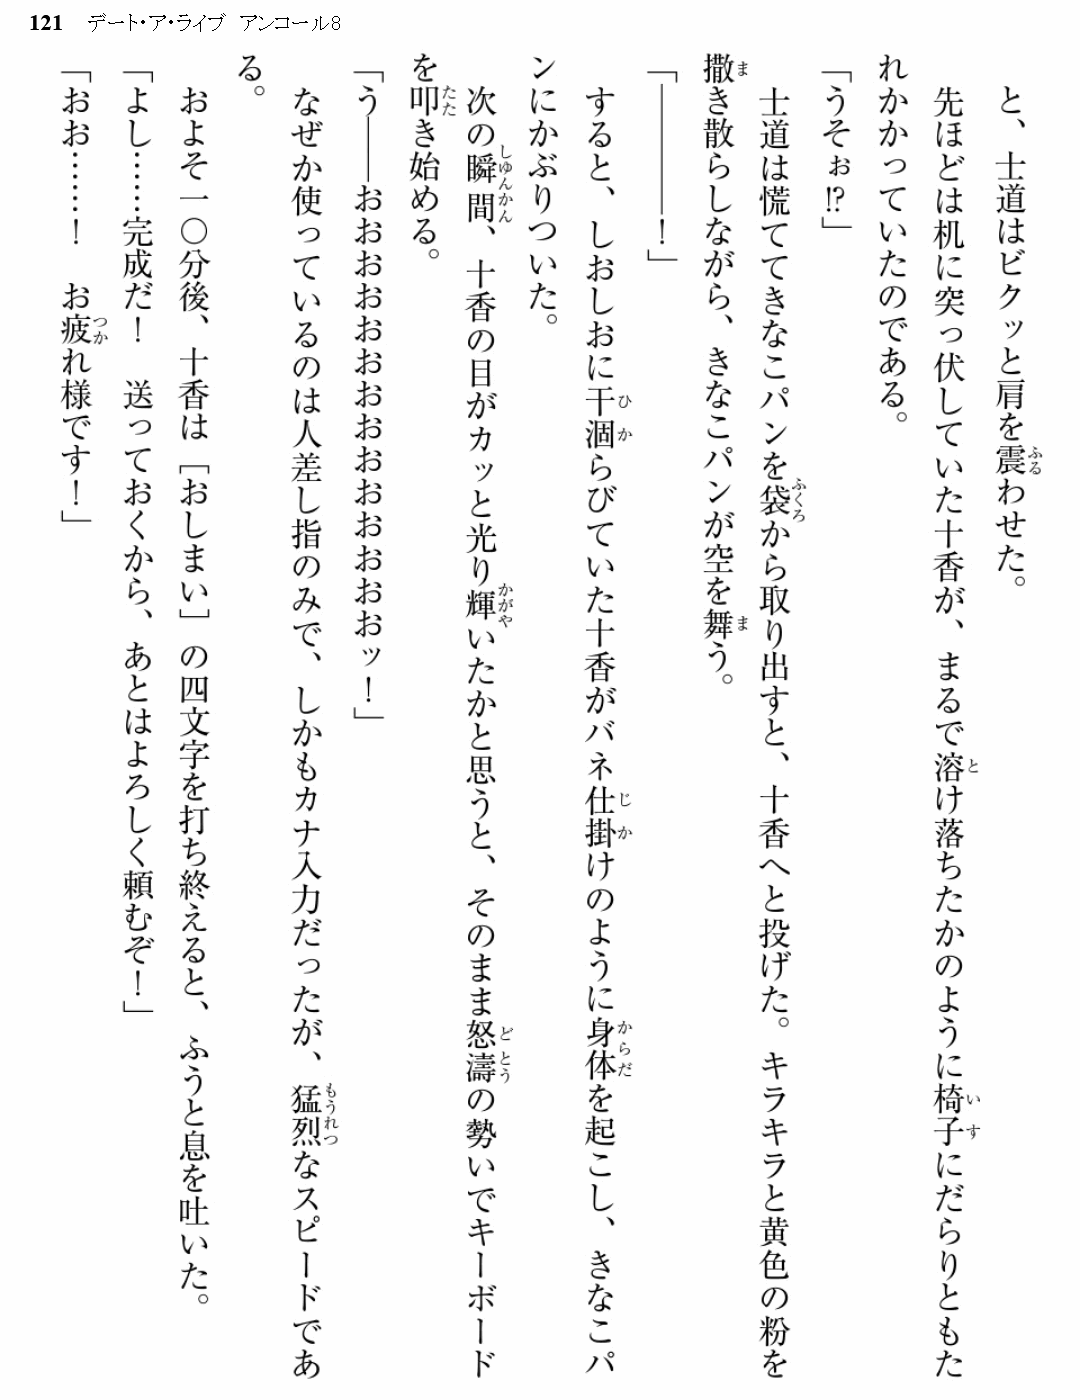 121 デート・ア・ライブ アンコール8
　と、士道はビクッと肩を震わせた。
　先ほどは机に突っ伏していた十香が、まるで溶け落ちたかのように椅子にだらりともた
れかかっていたのである。
「うそぉ!?」
　士道は慌ててきなこパンを袋から取り出すと、十香へと投げた。キラキラと黄色の粉を
撒き散らしながら、きなこパンが空を舞う。
「―――――！」
　すると、しおしおに干涸らびていた十香がバネ仕掛けのように身体を起こし、きなこパ
ンにかぶりついた。
　次の瞬間、十香の目がカッと光り輝いたかと思うと、そのまま怒濤の勢いでキーボード
を叩き始める。
「う――おおおおおおおおおおおおおおッ！」
　なぜか使っているのは人差し指のみで、しかもカナ入力だったが、猛烈なスピードであ
る。
　およそ一〇分後、十香は［おしまい］の四文字を打ち終えると、ふうと息を吐いた。
「よし……完成だ！　送っておくから、あとはよろしく頼むぞ！」
「おお……！　お疲れ様です！」